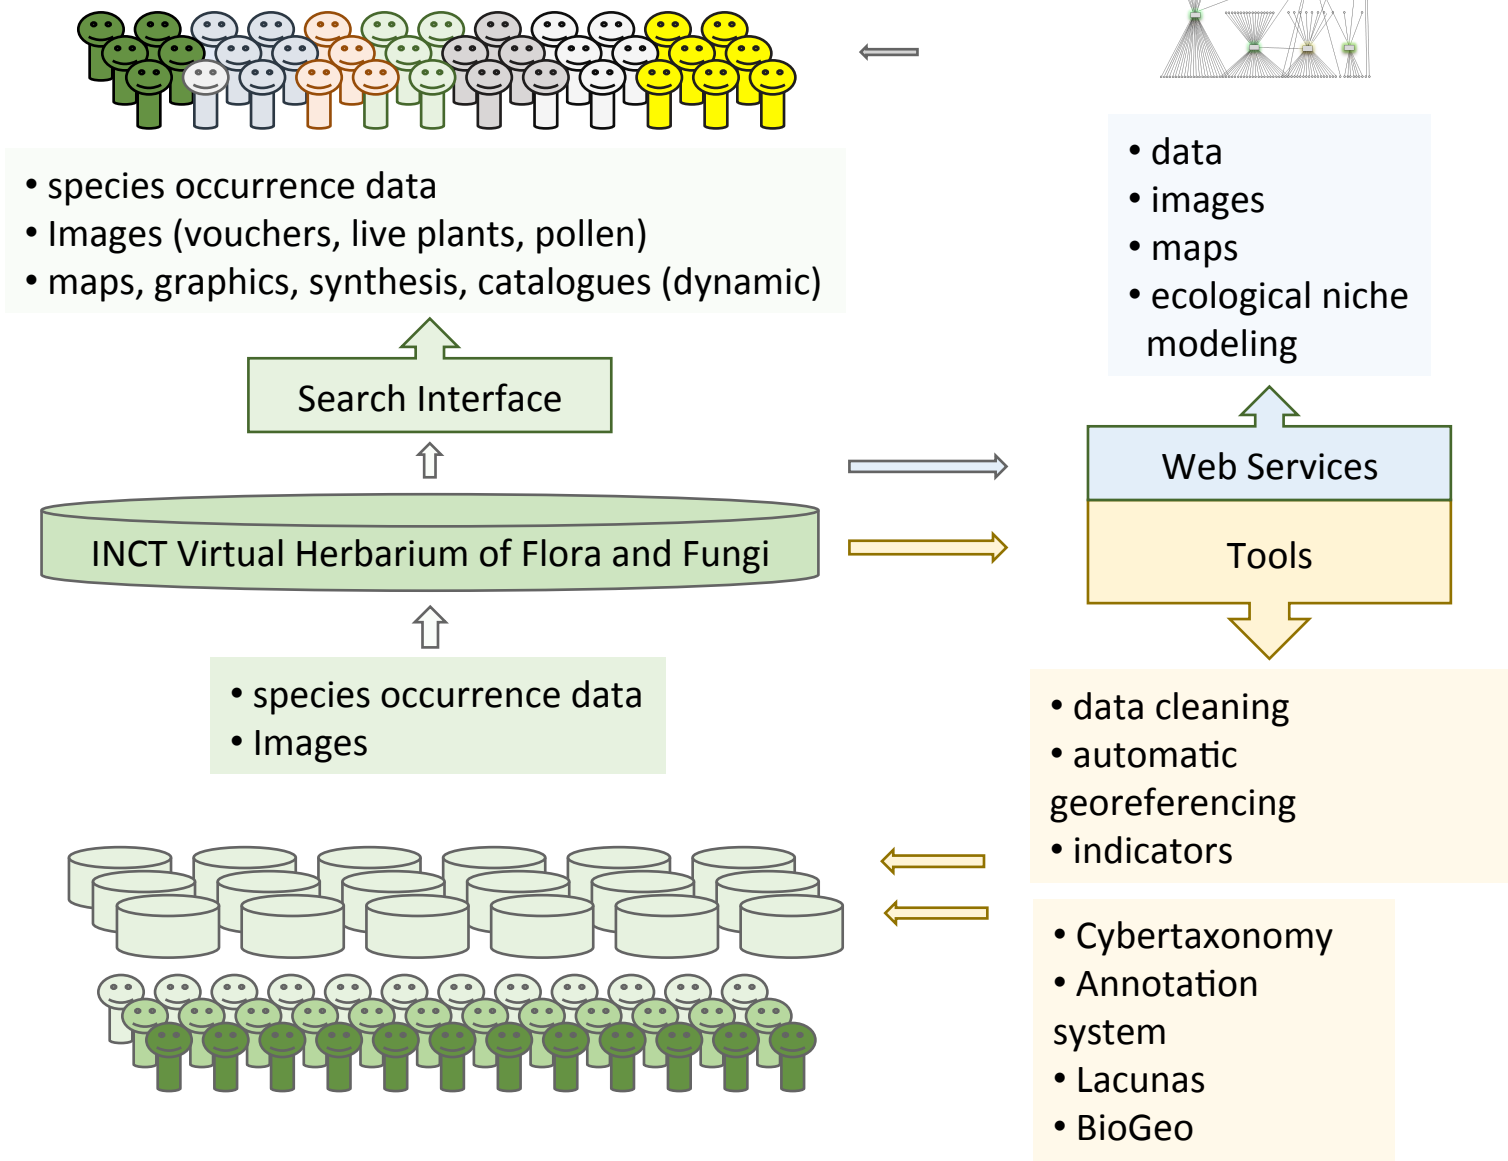 • species occurrence data
• Images (vouchers, live plants, pollen)
• maps, graphics, synthesis, catalogues (dynamic)
Search Interface
INCT Virtual Herbarium of Flora and Fungi
• species occurrence data
• Images
• data
• images
• maps
• ecological niche
modeling
Web Services
Tools
• data cleaning
• automatic
georeferencing
• indicators
• Cybertaxonomy
• Annotation
system
• Lacunas
• BioGeo